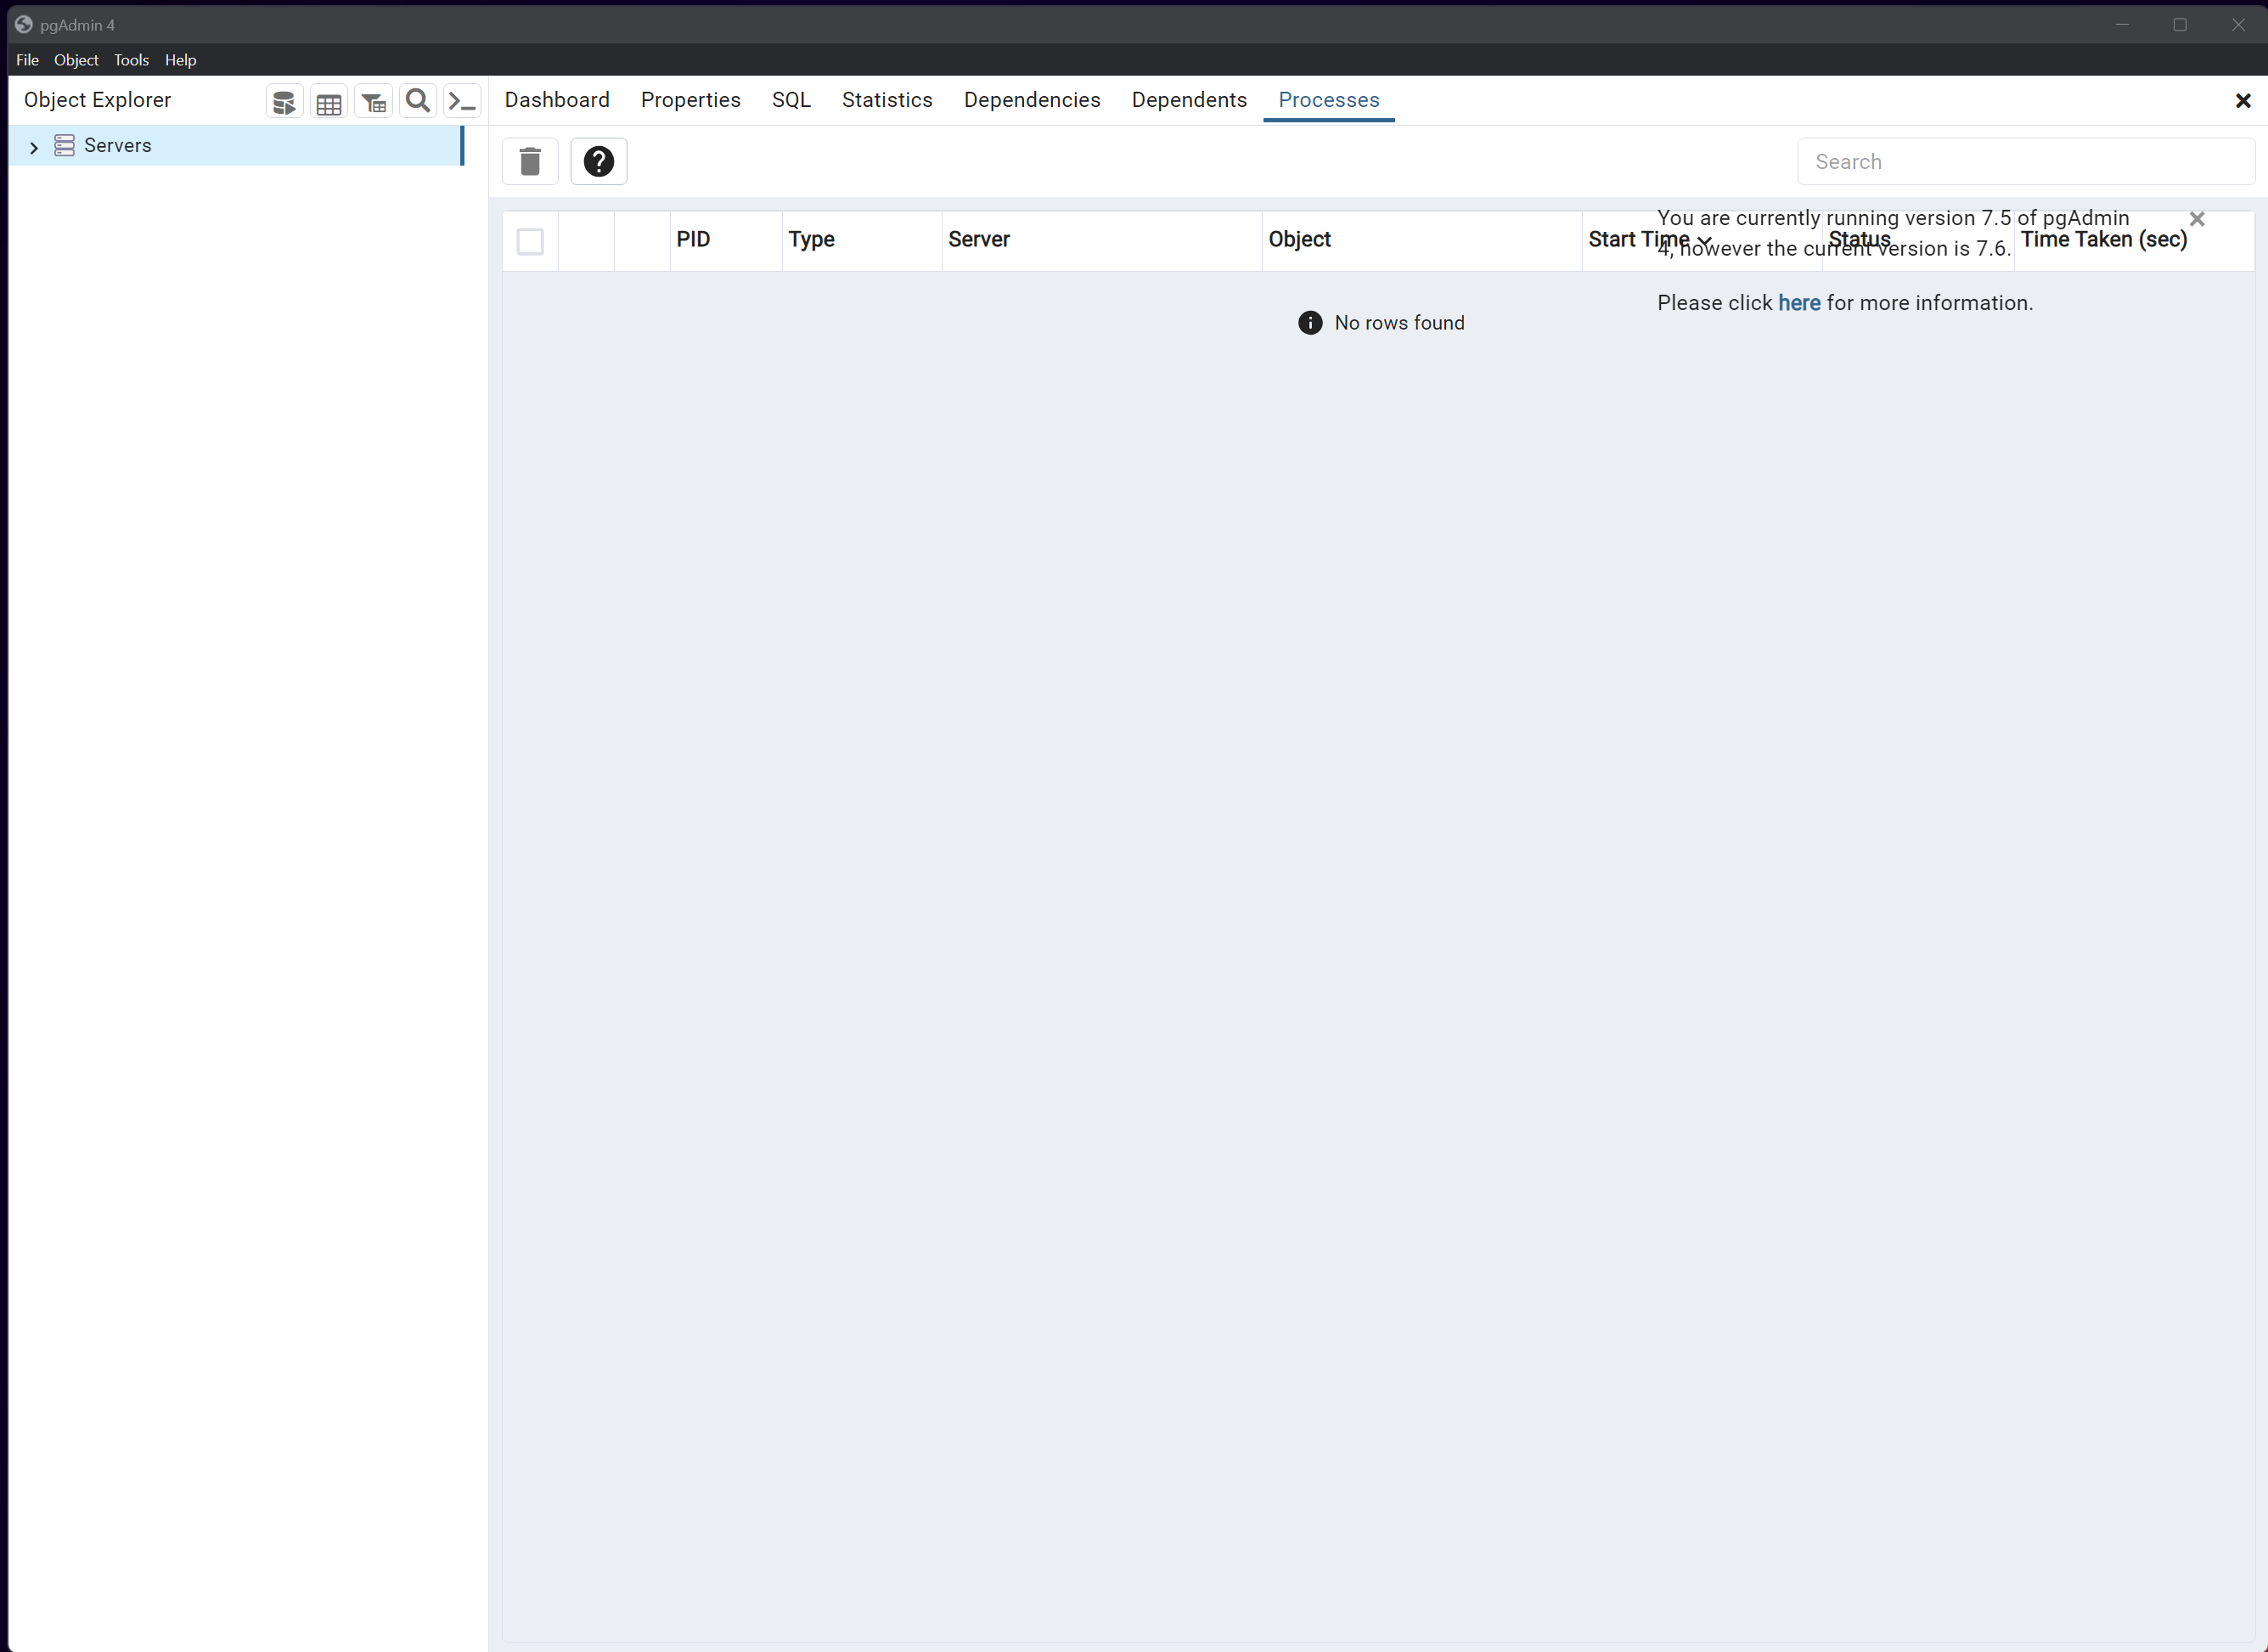 pgAdmin 4
File Object Tools Help
Object Explorer
Dashboard Properties SQL Statistics Dependencies Dependents Processes
Servers
Search
PID Type Server Object Start Time Status Time Taken (sec)
You are currently running version 7.5 of pgAdmin
4, however the current version is 7.6.
Please click here for more information.
No rows found